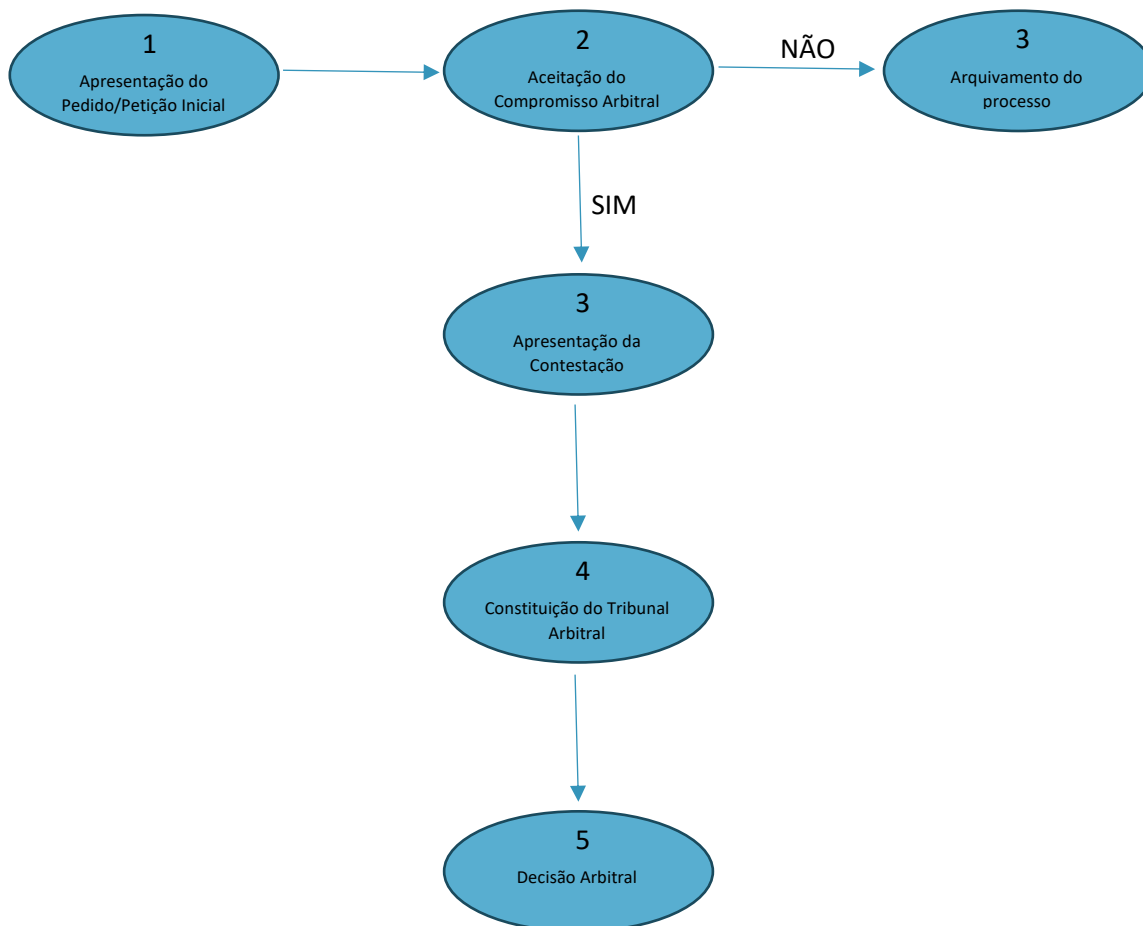 1
Apresentação do
Pedido/Petição Inicial
2
Aceitação do
Compromisso Arbitral
NÃO
3
Arquivamento do
processo
SIM
3
Apresentação da
Contestação
4
Constituição do Tribunal
Arbitral
5
Decisão Arbitral